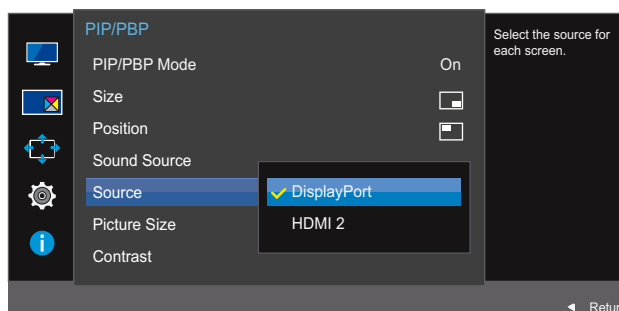 PIP/PBP
Select the source for
each screen.
PIP/PBP Mode On
Size
Position
Sound Source
Source DisplayPort
Picture Size HDMI 2
Contrast